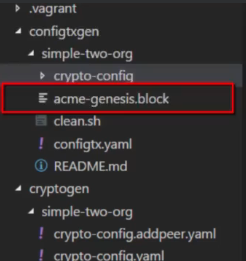 .vagrant
configtxgen
simple-two-org
crypto-config
acme-genesis.block
clean.sh
configtx.yaml
README.md
cryptogen
simple-two-org
crypto-config.addpeer.yaml
crypto-config.yaml